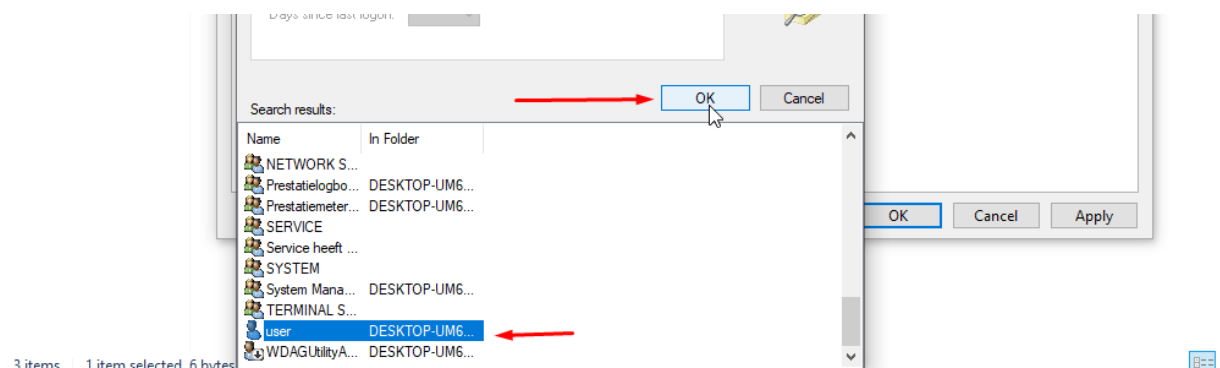 Days since last logon:
OK Cancel
Search results:
Name In Folder
NETWORK S...
Prestatielogbo... DESKTOP-UM6...
Prestatiemeter... DESKTOP-UM6...
SERVICE
Service heeft ...
SYSTEM
System Mana... DESKTOP-UM6...
TERMINAL S...
user DESKTOP-UM6...
WDAGUtilityA... DESKTOP-UM6...
OK Cancel Apply
3 items 1 item selected 6 bytes